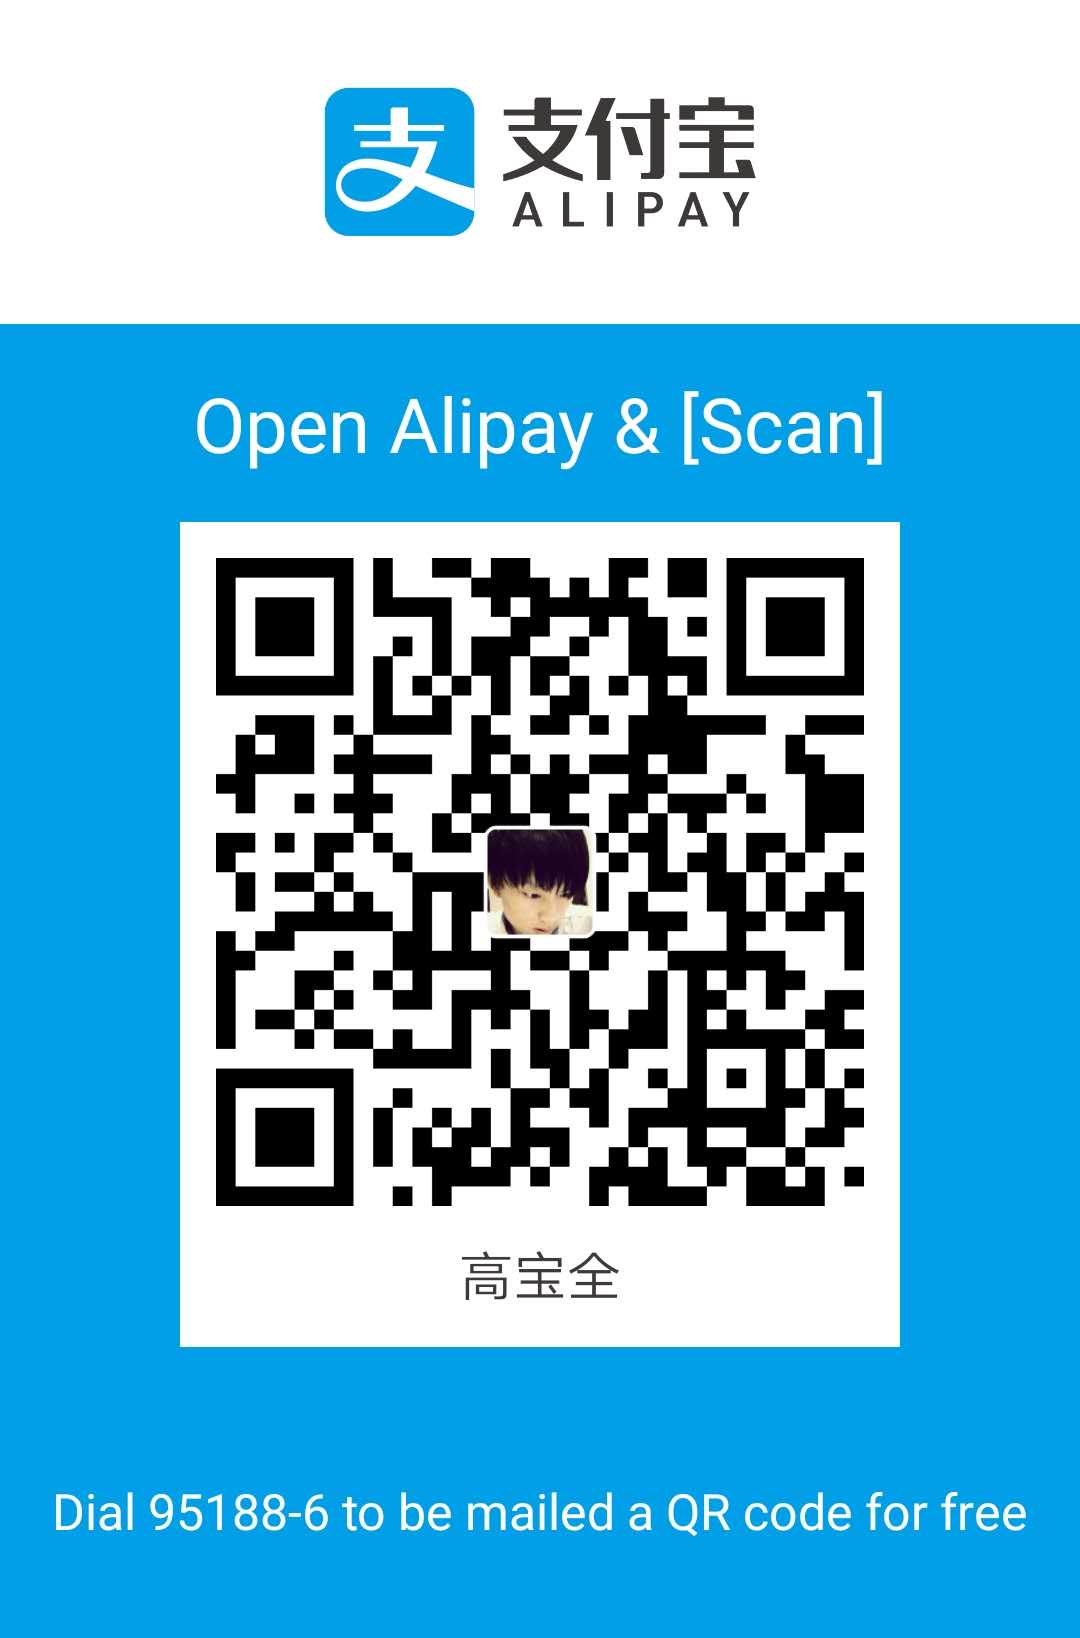 支付宝
ALIPAY
Open Alipay & [Scan]
高宝全
Dial 95188-6 to be mailed a QR code for free